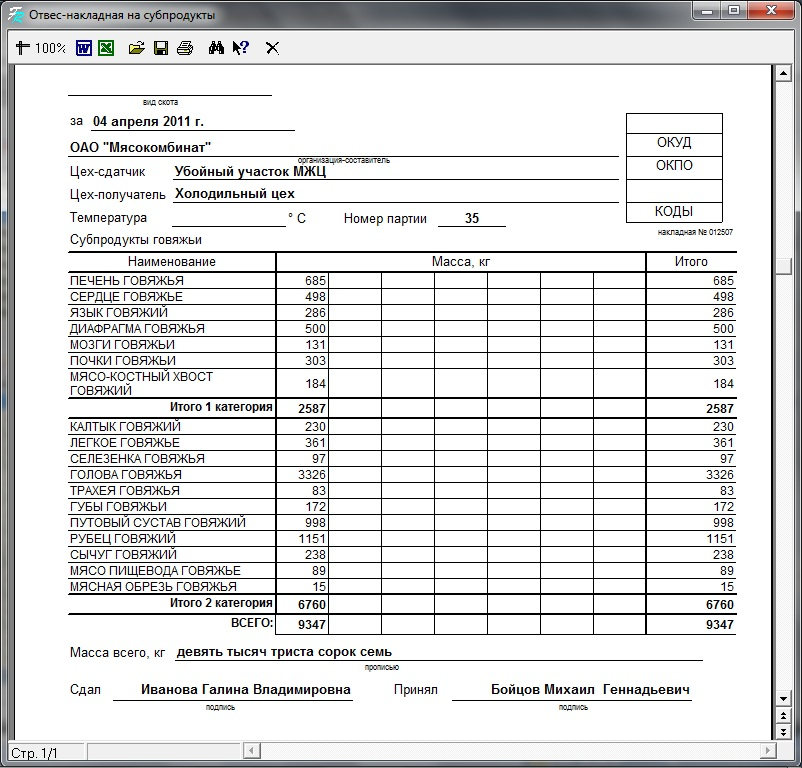 Отвес-накладная на субпродукты
100%
вид скота
за 04 апреля 2011 г.
ОАО "Мясокомбинат"
организация-составитель
ОКУД
ОКПО
КОДЫ
Цех-сдатчик Убойный участок МЖЦ
Цех-получатель Холодильный цех
Температура ° С Номер партии 35
накладная № 012507
Субпродукты говяжьи
Наименование Масса, кг Итого
ПЕЧЕНЬ ГОВЯЖЬЯ 685 685
СЕРДЦЕ ГОВЯЖЬЕ 498 498
ЯЗЫК ГОВЯЖИЙ 286 286
ДИАФРАГМА ГОВЯЖЬЯ 500 500
МОЗГИ ГОВЯЖЬИ 131 131
ПОЧКИ ГОВЯЖЬИ 303 303
МЯСО-КОСТНЫЙ ХВОСТ
ГОВЯЖИЙ 184 184
Итого 1 категория 2587 2587
КАЛТЫК ГОВЯЖИЙ 230 230
ЛЕГКОЕ ГОВЯЖЬЕ 361 361
СЕЛЕЗЕНКА ГОВЯЖЬЯ 97 97
ГОЛОВА ГОВЯЖЬЯ 3326 3326
ТРАХЕЯ ГОВЯЖЬЯ 83 83
ГУБЫ ГОВЯЖЬИ 172 172
ПУТОВЫЙ СУСТАВ ГОВЯЖИЙ 998 998
РУБЕЦ ГОВЯЖИЙ 1151 1151
СЫЧУГ ГОВЯЖИЙ 238 238
МЯСО ПИЩЕВОДА ГОВЯЖЬЕ 89 89
МЯСНАЯ ОБРЕЗЬ ГОВЯЖЬЯ 15 15
Итого 2 категория 6760 6760
ВСЕГО: 9347 9347
Масса всего, кг девять тысяч триста сорок семь
прописью
Сдал Иванова Галина Владимировна Принял Бойцов Михаил Геннадьевич
подпись подпись
Стр. 1/1